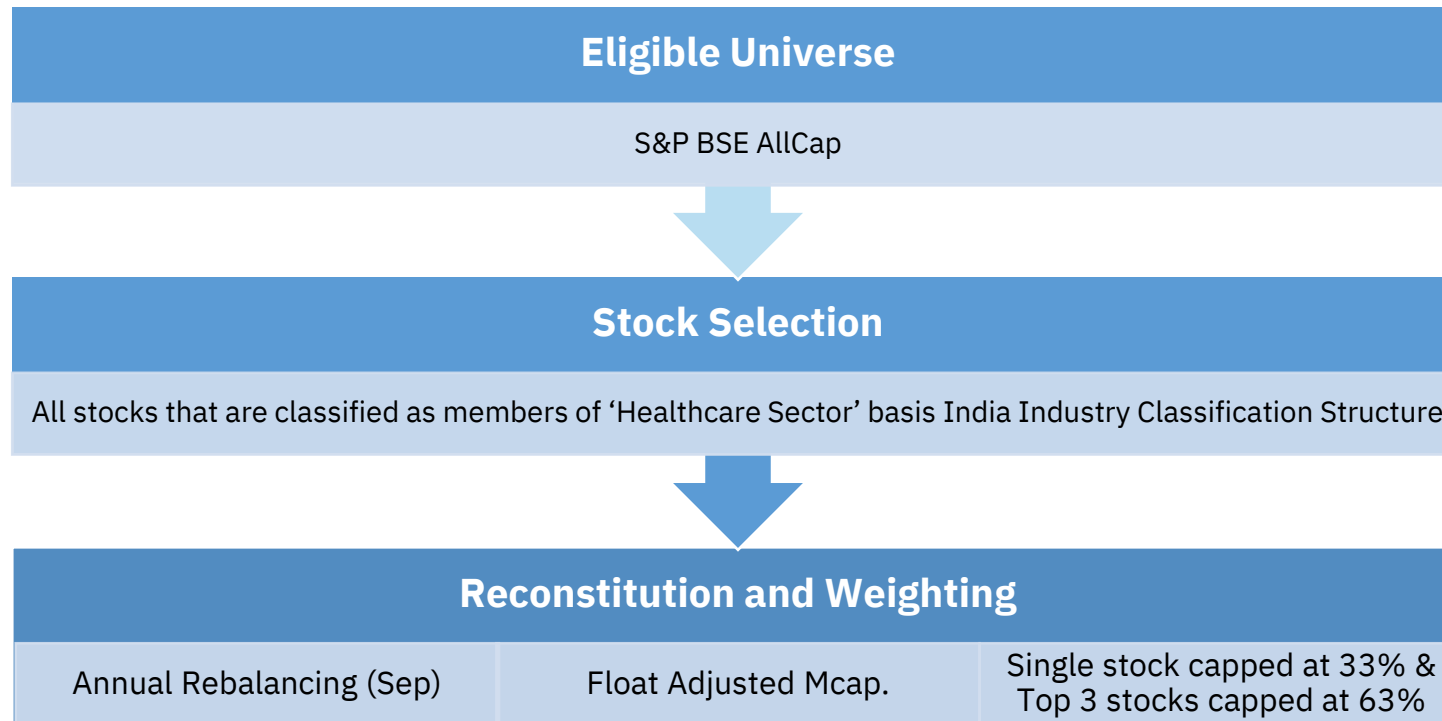 Eligible Universe
S&P BSE AllCap
Stock Selection
All stocks that are classified as members of ‘Healthcare Sector’ basis India Industry Classification Structure
Reconstitution and Weighting
Annual Rebalancing (Sep)
Float Adjusted Mcap.
Single stock capped at 33% &
Top 3 stocks capped at 63%